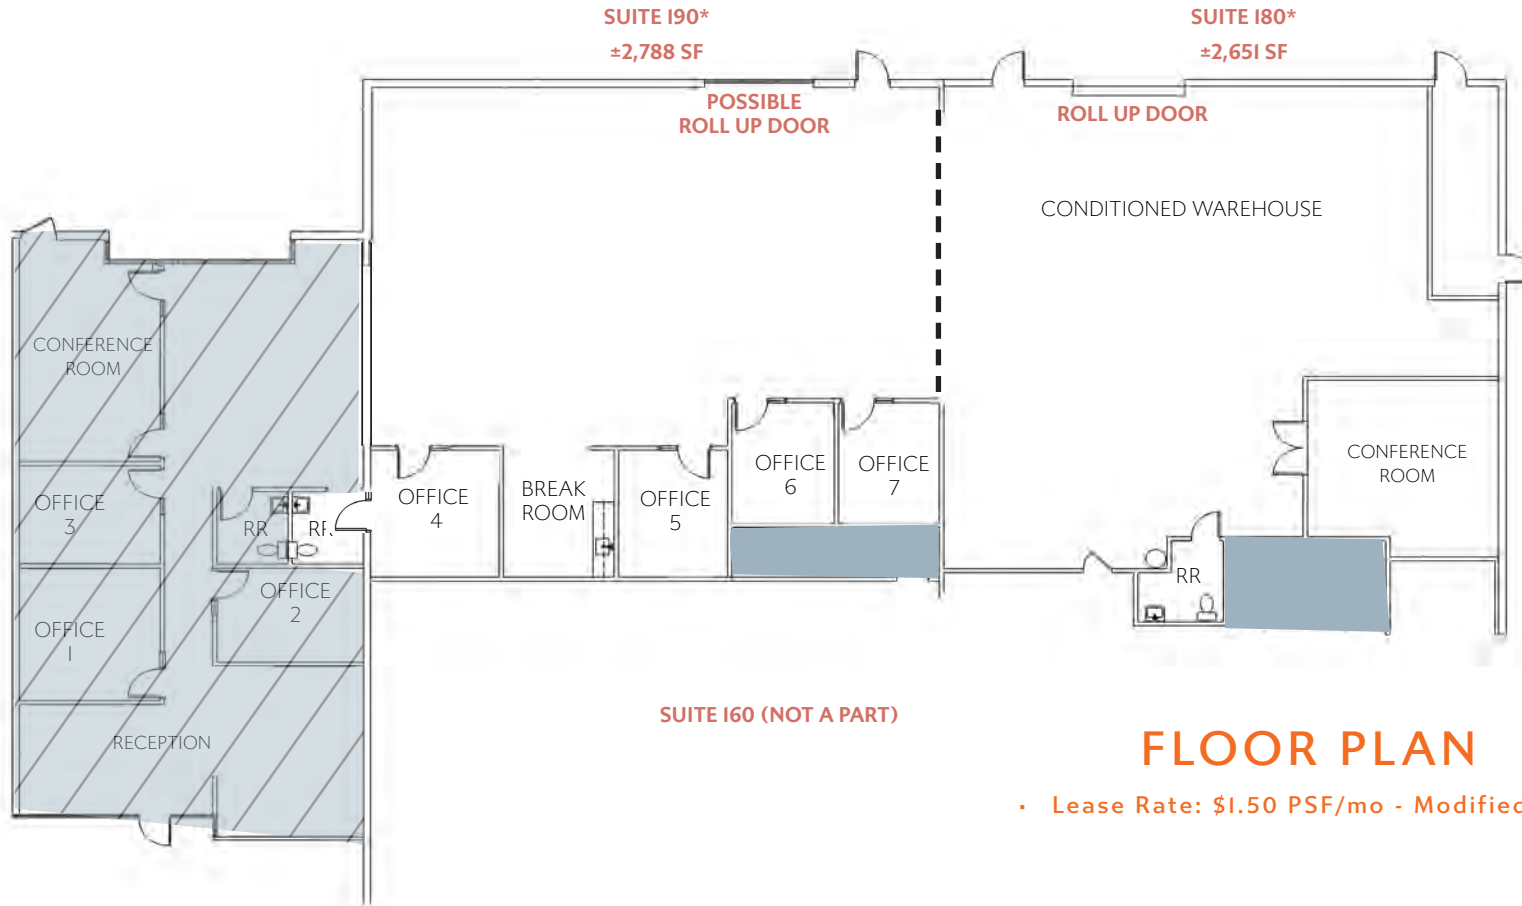 SUITE 190*
±2,788 SF
SUITE 180*
±2,651 SF
POSSIBLE
ROLL UP DOOR
ROLL UP DOOR
CONDITIONED WAREHOUSE
CONFERENCE
ROOM
OFFICE
3
RR
RR
OFFICE
4
BREAK
ROOM
OFFICE
5
OFFICE
6
OFFICE
7
CONFERENCE
ROOM
OFFICE
2
OFFICE
1
RR
RECEPTION
SUITE 160 (NOT A PART)
FLOOR PLAN
• Lease Rate: $1.50 PSF/mo - Modified